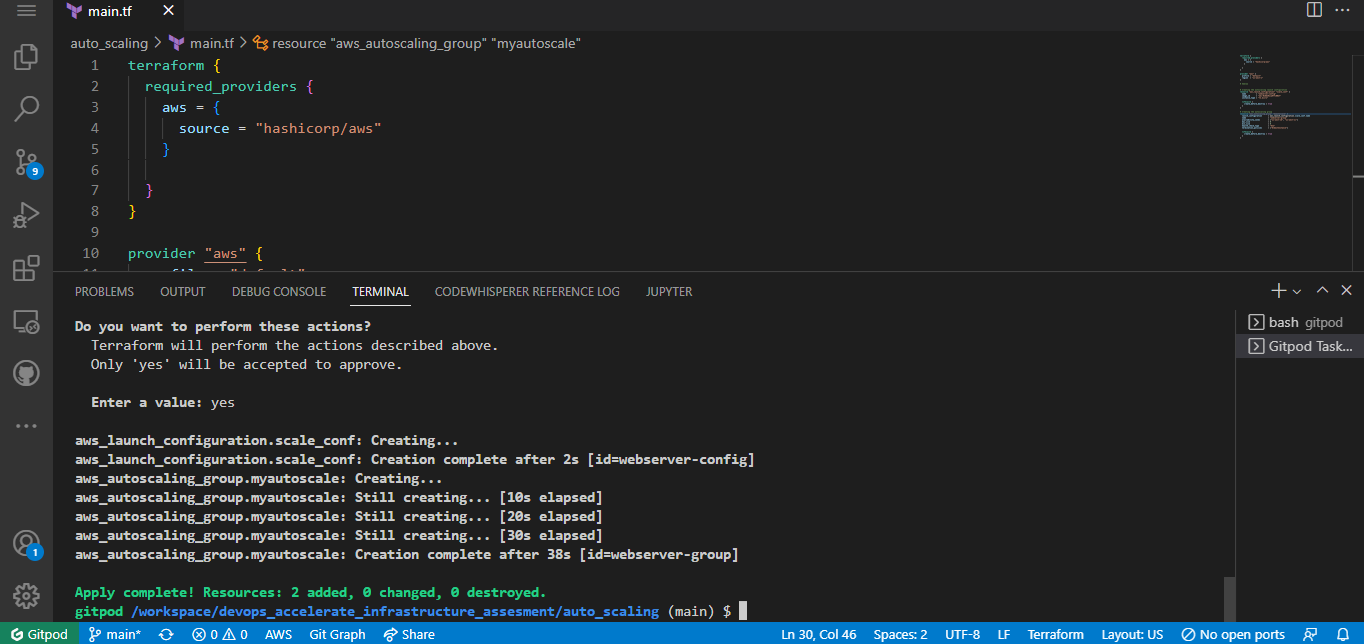 main.tf
auto_scaling > main.tf > resource "aws_autoscaling_group" "myautoscale"
1 terraform {
2 required_providers {
3 aws = {
4 source = "hashicorp/aws"
5 }
6
7 }
8 }
9
10 provider "aws" {
9
PROBLEMS OUTPUT DEBUG CONSOLE TERMINAL CODEWHISPERER REFERENCE LOG JUPYTER
Do you want to perform these actions?
Terraform will perform the actions described above.
Only 'yes' will be accepted to approve.
Enter a value: yes
aws_launch_configuration.scale_conf: Creating...
aws_launch_configuration.scale_conf: Creation complete after 2s [id=webserver-config]
aws_autoscaling_group.myautoscale: Creating...
aws_autoscaling_group.myautoscale: Still creating... [10s elapsed]
aws_autoscaling_group.myautoscale: Still creating... [20s elapsed]
aws_autoscaling_group.myautoscale: Still creating... [30s elapsed]
aws_autoscaling_group.myautoscale: Creation complete after 38s [id=webserver-group]
Apply complete! Resources: 2 added, 0 changed, 0 destroyed.
gitpod /workspace/devops_accelerate_infrastructure_assesment/auto_scaling (main) $
bash gitpod
Gitpod Task...
1
Gitpod main* 0 0 AWS Git Graph Share Ln 30, Col 46 Spaces: 2 UTF-8 LF Terraform Layout: US No open ports